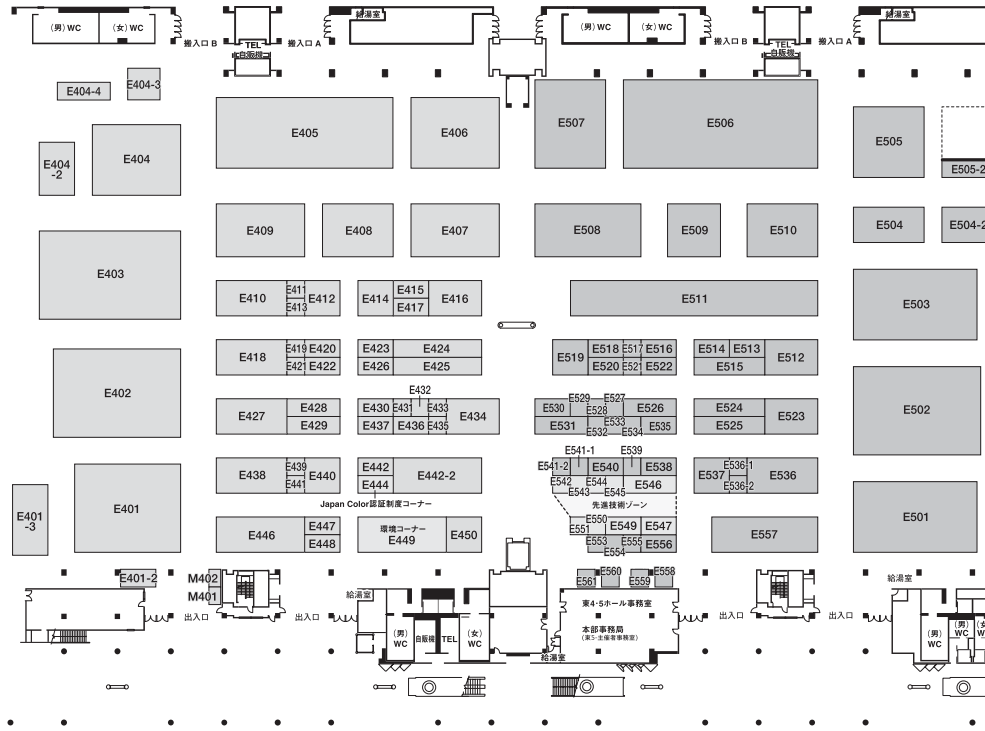 給湯室
(男)WC
(女)WC
(男)WC
(女)WC
給湯室
搬入口 B
TEL
自販機
搬入口 A
搬入口 B
TEL
自販機
搬入口 A
E404-4
E404-3
E405
E406
E507
E506
E505
E505-2
E404
-2
E404
E409
E408
E407
E508
E509
E510
E504
E504-2
E403
E410
E411
E413
E412
E414
E415
E417
E416
E511
E503
E418
E419
E421
E420
E422
E423
E426
E424
E425
E519
E518
E520
E517
E521
E516
E522
E514
E513
E515
E512
E402
E427
E428
E429
E430
E437
E431
E432
E436
E433
E435
E434
E529
E527
E530
E531
E528
E532
E533
E534
E526
E535
E524
E525
E523
E502
E401
-3
E401
E438
E439
E441
E440
E442
E444
E442-2
E541-1
E539
E541-2
E540
E538
E542
E543
E544
E545
E546
E537
E536-1
E536-2
E536
Japan Color認証制度コーナー
先進技術ゾーン
E446
E447
E448
環境コーナー
E449
E450
E550
E551
E549
E547
E553
E554
E555
E556
E557
E501
E401-2
M402
M401
E561
E560
E559
E558
出入口
給湯室
出入口
出入口
給湯室
出入口
東4・5ホール事務室
本部事務局
(東5・主催者事務室)
給湯室
(男)
WC
自販機
TEL
(女)
WC
(男)
WC
(男)
WC